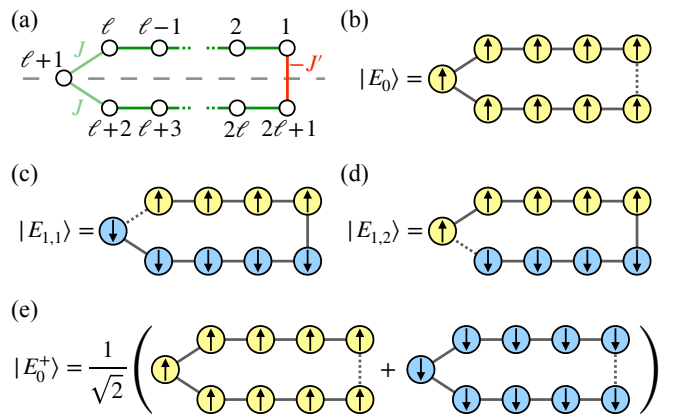 (a)
ℓ ℓ−1 2 1
ℓ+1 J −J′
J
ℓ+2 ℓ+3 2ℓ 2ℓ+1
(b)
|E₀⟩ =
(c)
|E₁,₁⟩ =
(d)
|E₁,₂⟩ =
(e)
|E₀⁺⟩ = 1/√2 ( + )